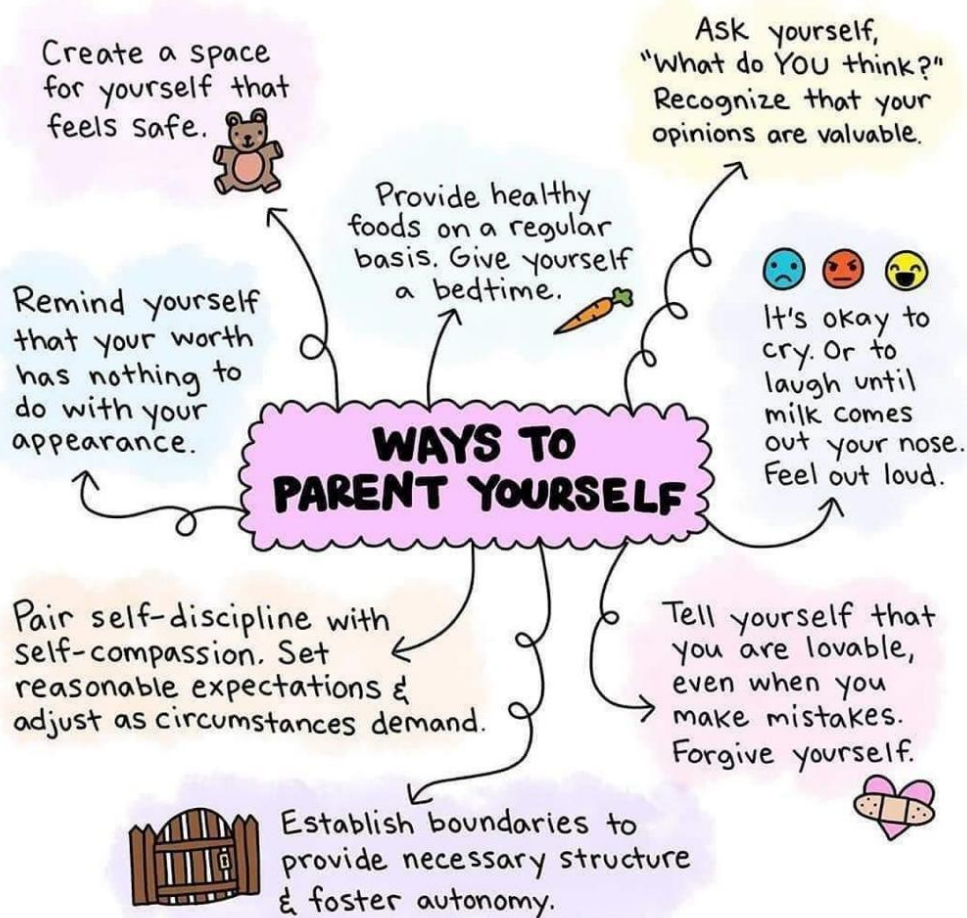 Create a space
for yourself that
feels safe.
Ask yourself,
"What do YOU think?"
Recognize that your
opinions are valuable.
Provide healthy
foods on a regular
basis. Give yourself
a bedtime.
Remind yourself
that your worth
has nothing to
do with your
appearance.
It's okay to
cry. Or to
laugh until
milk comes
out your nose.
Feel out loud.
WAYS TO
PARENT YOURSELF
Pair self-discipline with
self-compassion. Set
reasonable expectations &
adjust as circumstances demand.
Tell yourself that
you are lovable,
even when you
make mistakes.
Forgive yourself.
Establish boundaries to
provide necessary structure
& foster autonomy.